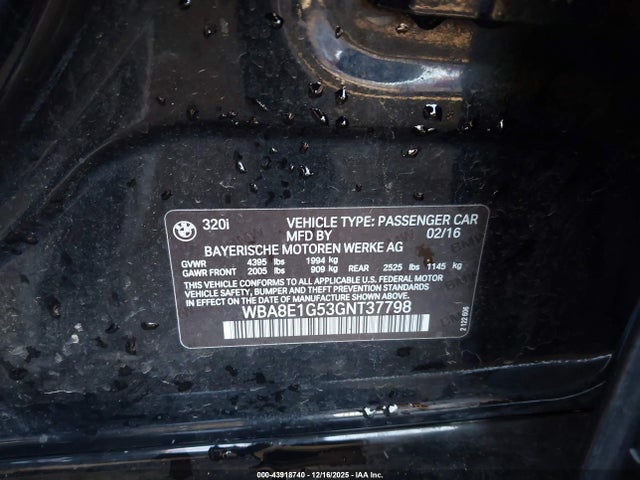 320i VEHICLE TYPE: PASSENGER CAR
MFD BY 02/16
BAYERISCHE MOTOREN WERKE AG
GVWR 4395 lbs 1994 kg
GAWR FRONT 2005 lbs 909 kg REAR 2525 lbs 1145 kg
THIS VEHICLE CONFORMS TO ALL APPLICABLE U.S. FEDERAL MOTOR
VEHICLE SAFETY, BUMPER AND THEFT PREVENTION STANDARDS
IN EFFECT ON THE DATE OF MANUFACTURE SHOWN ABOVE.
WBA8E1G53GNT37798
000-43918740 - 12/16/2025 - IAA Inc.